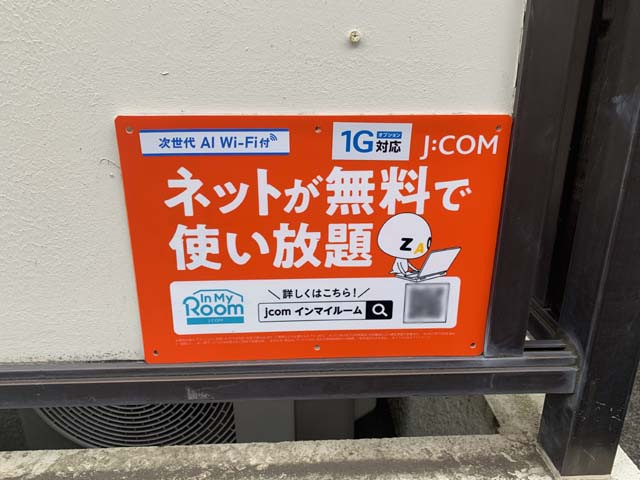 次世代 AI Wi-Fi付
1G オプション 対応
J:COM
ネットが無料で
使い放題
ZAQ
In My Room
J:COM
＼詳しくはこちら！／
jcom インマイルーム